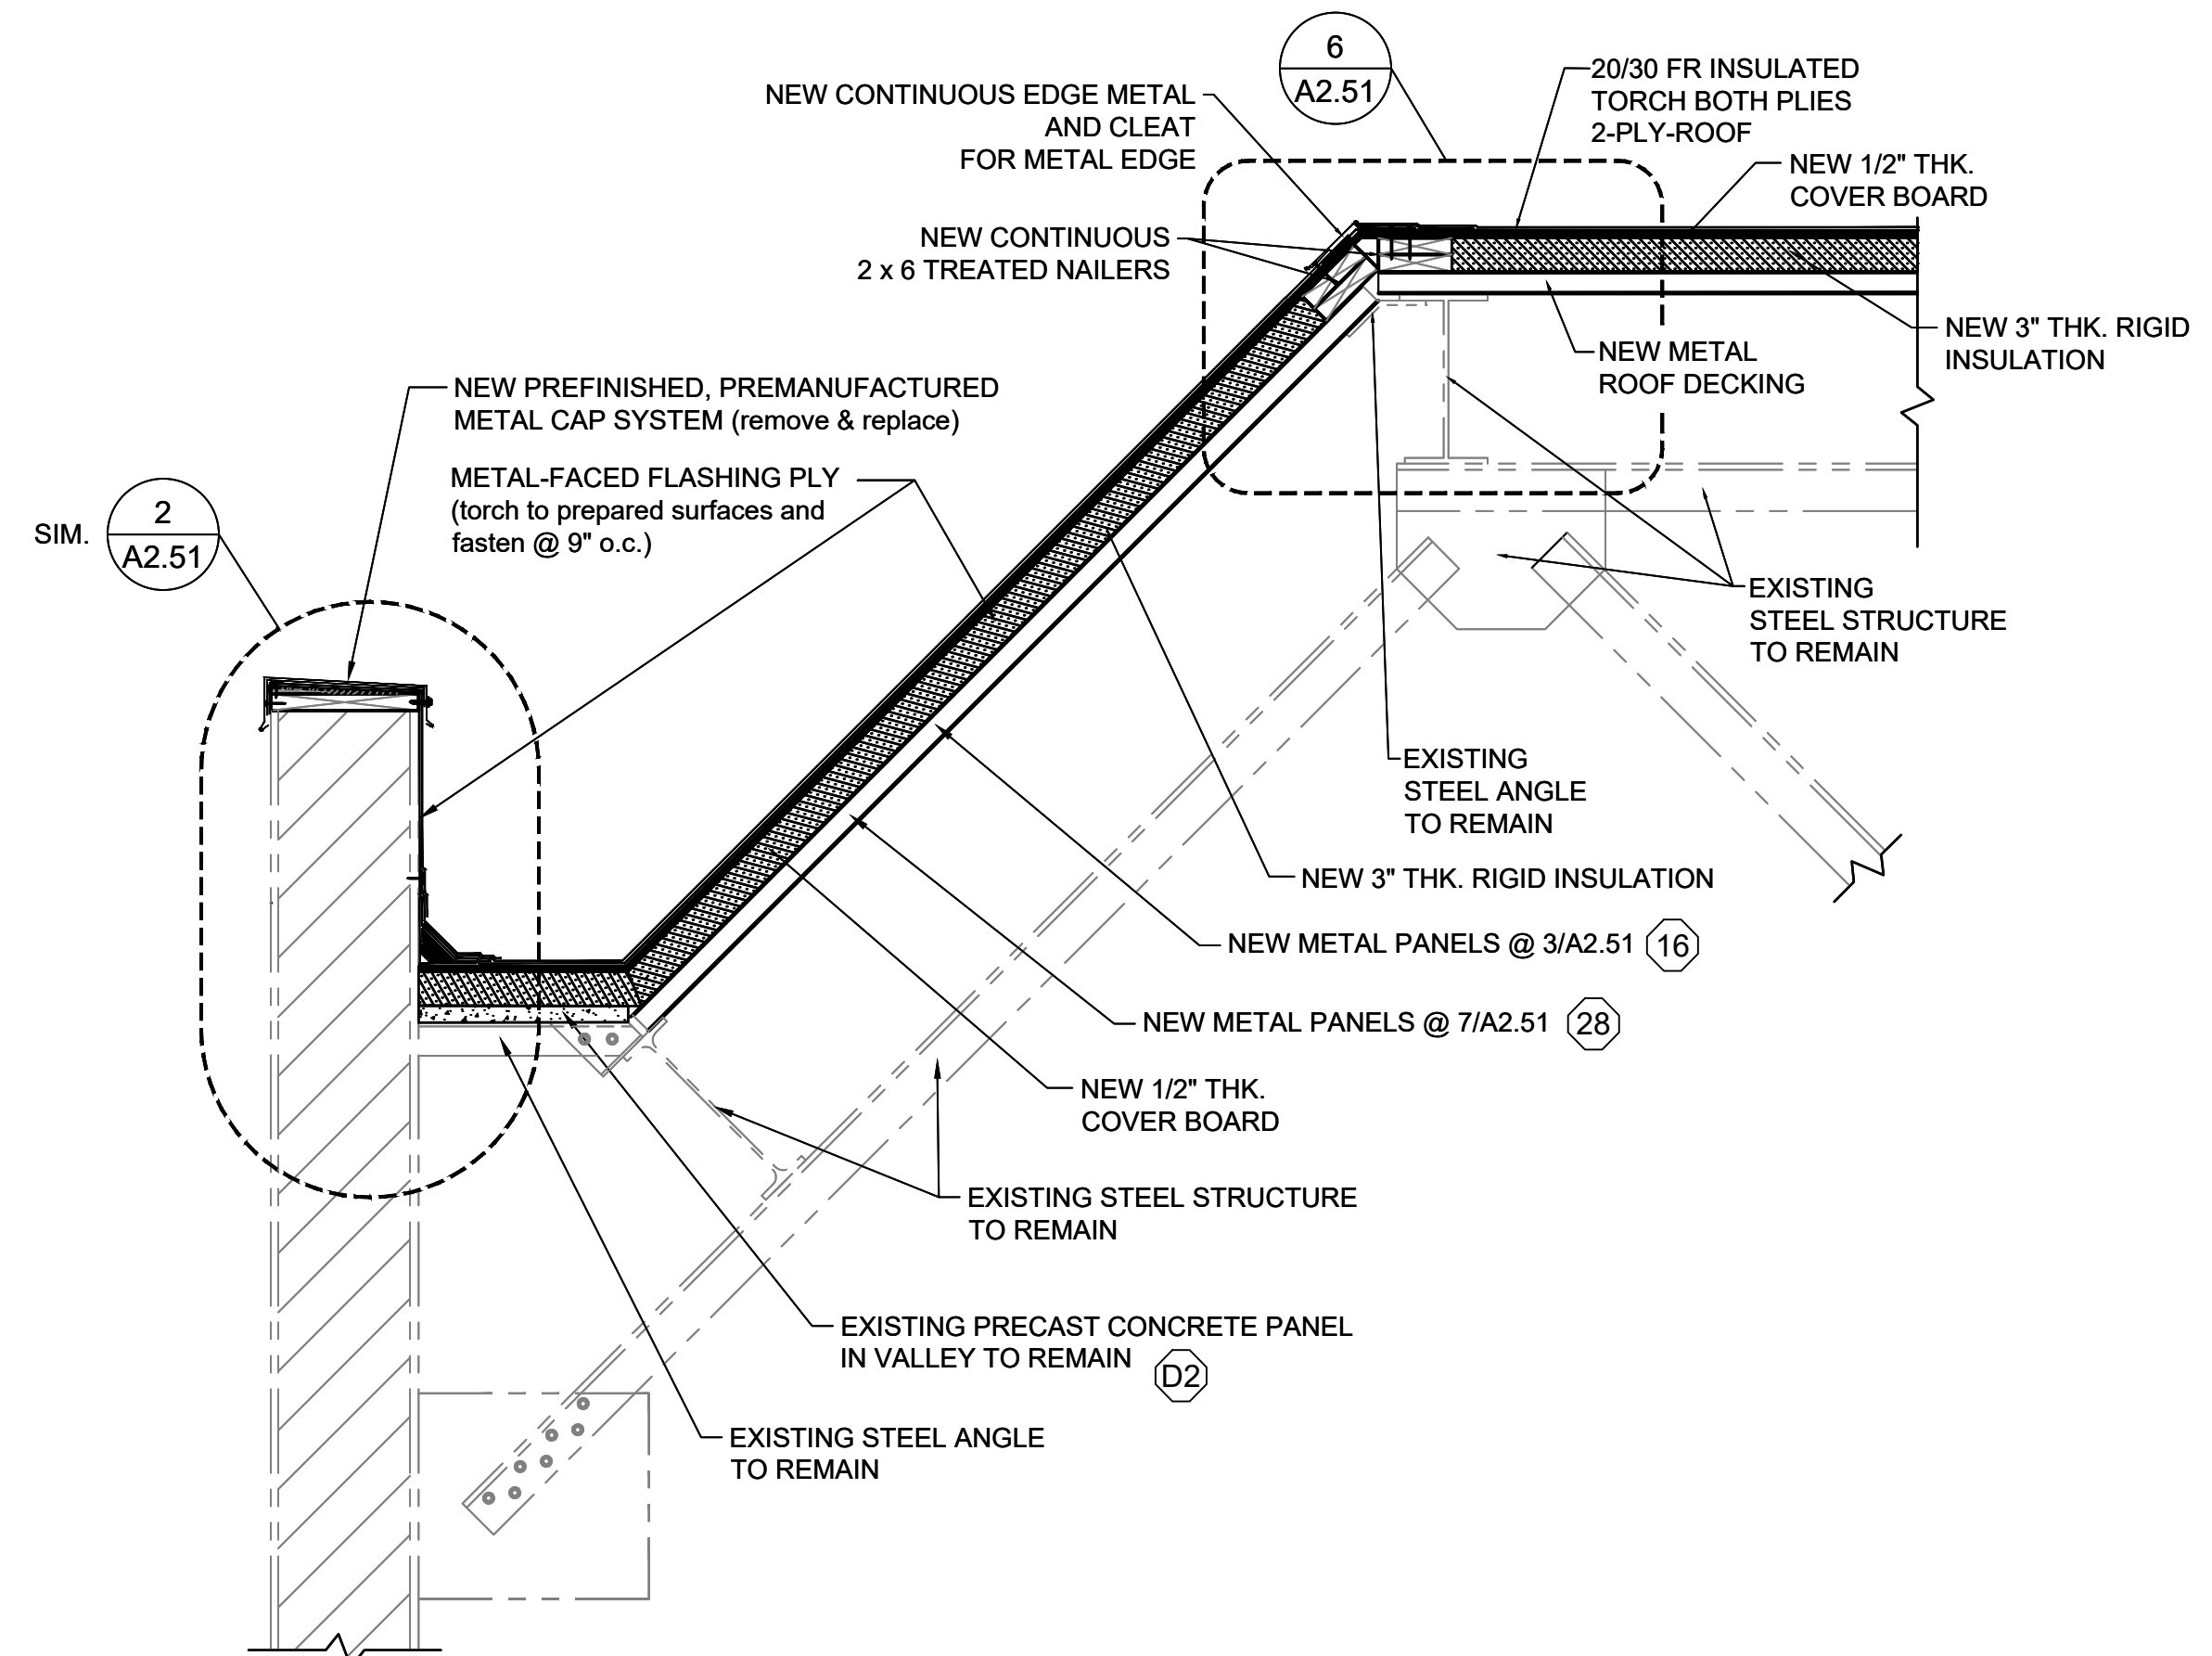 6
A2.51
20/30 FR INSULATED
TORCH BOTH PLIES
2-PLY-ROOF
NEW CONTINUOUS EDGE METAL
AND CLEAT
FOR METAL EDGE
NEW 1/2" THK.
COVER BOARD
NEW CONTINUOUS
2 x 6 TREATED NAILERS
NEW 3" THK. RIGID
INSULATION
NEW METAL
ROOF DECKING
NEW PREFINISHED, PREMANUFACTURED
METAL CAP SYSTEM (remove & replace)
METAL-FACED FLASHING PLY
(torch to prepared surfaces and
fasten @ 9" o.c.)
SIM.
2
A2.51
EXISTING
STEEL STRUCTURE
TO REMAIN
EXISTING
STEEL ANGLE
TO REMAIN
NEW 3" THK. RIGID INSULATION
NEW METAL PANELS @ 3/A2.51 16
NEW METAL PANELS @ 7/A2.51 28
NEW 1/2" THK.
COVER BOARD
EXISTING STEEL STRUCTURE
TO REMAIN
EXISTING PRECAST CONCRETE PANEL
IN VALLEY TO REMAIN D2
EXISTING STEEL ANGLE
TO REMAIN